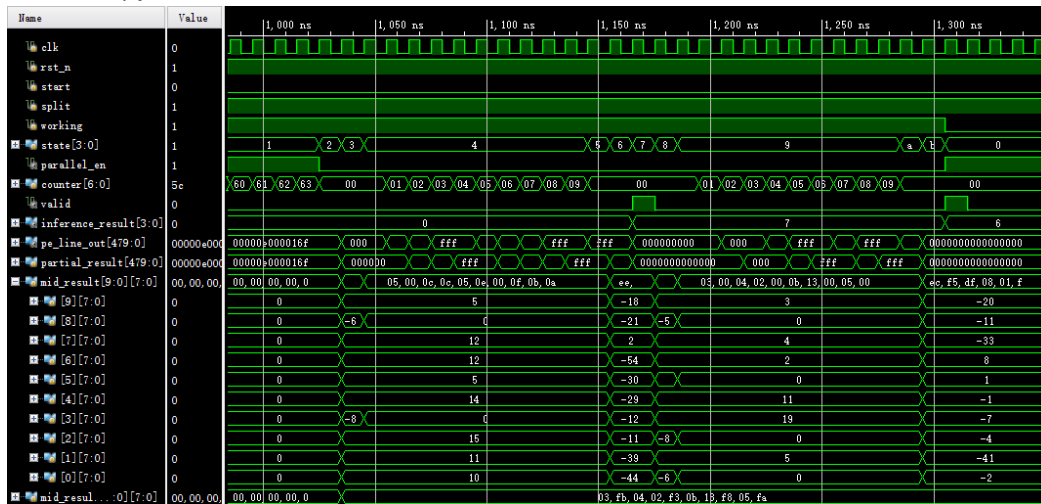 Name Value 1,000 ns 1,050 ns 1,100 ns 1,150 ns 1,200 ns 1,250 ns 1,300 ns
clk 0
rst_n 1
start 0
split 1
working 1
state[3:0] 1 1 2 3 4 5 6 7 8 9 a b 0
parallel_en 1
counter[6:0] 5c 60 61 62 63 00 01 02 03 04 05 06 07 08 09 00 01 02 03 04 05 06 07 08 09 00
valid 0
inference_result[3:0] 0 0 7 6
pe_line_out[479:0] 00000e000 000 fff fff 000000000 000 fff fff 0000000000000000
partial_result[479:0] 00000e000 fff fff 0000000000000 000 fff fff 0000000000000000
mid_result[9:0][7:0] 00, 00, 00, 00, 00, 00, 00, 0 05, 00, 0c, 0c, 05, 0e, 00, 0f, 0b, 0a ee, 03, 00, 04, 02, 00, 0b, 13, 00, 05, 00 ec, f5, df, 08, 01, f
[9][7:0] 0 0 5 -18 3 -20
[8][7:0] 0 0 -6 -21 -5 0 -11
[7][7:0] 0 0 12 2 4 -33
[6][7:0] 0 0 12 -54 2 8
[5][7:0] 0 0 5 -30 0 1
[4][7:0] 0 0 14 -29 11 -1
[3][7:0] 0 0 -8 -12 19 -7
[2][7:0] 0 0 15 -11 -8 0 -4
[1][7:0] 0 0 11 -39 5 -41
[0][7:0] 0 0 10 -44 -6 0 -2
mid_resul...:0][7:0] 00, 00, 00, 00, 00, 00, 00, 0 03, fb, 04, 02, f3, 0b, 13, f8, 05, fa